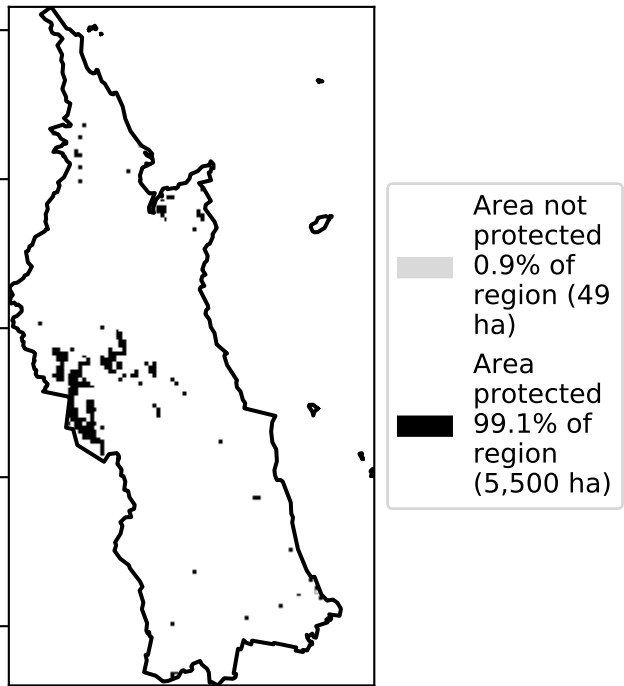 Area not
protected
0.9% of
region (49
ha)
Area
protected
99.1% of
region
(5,500 ha)